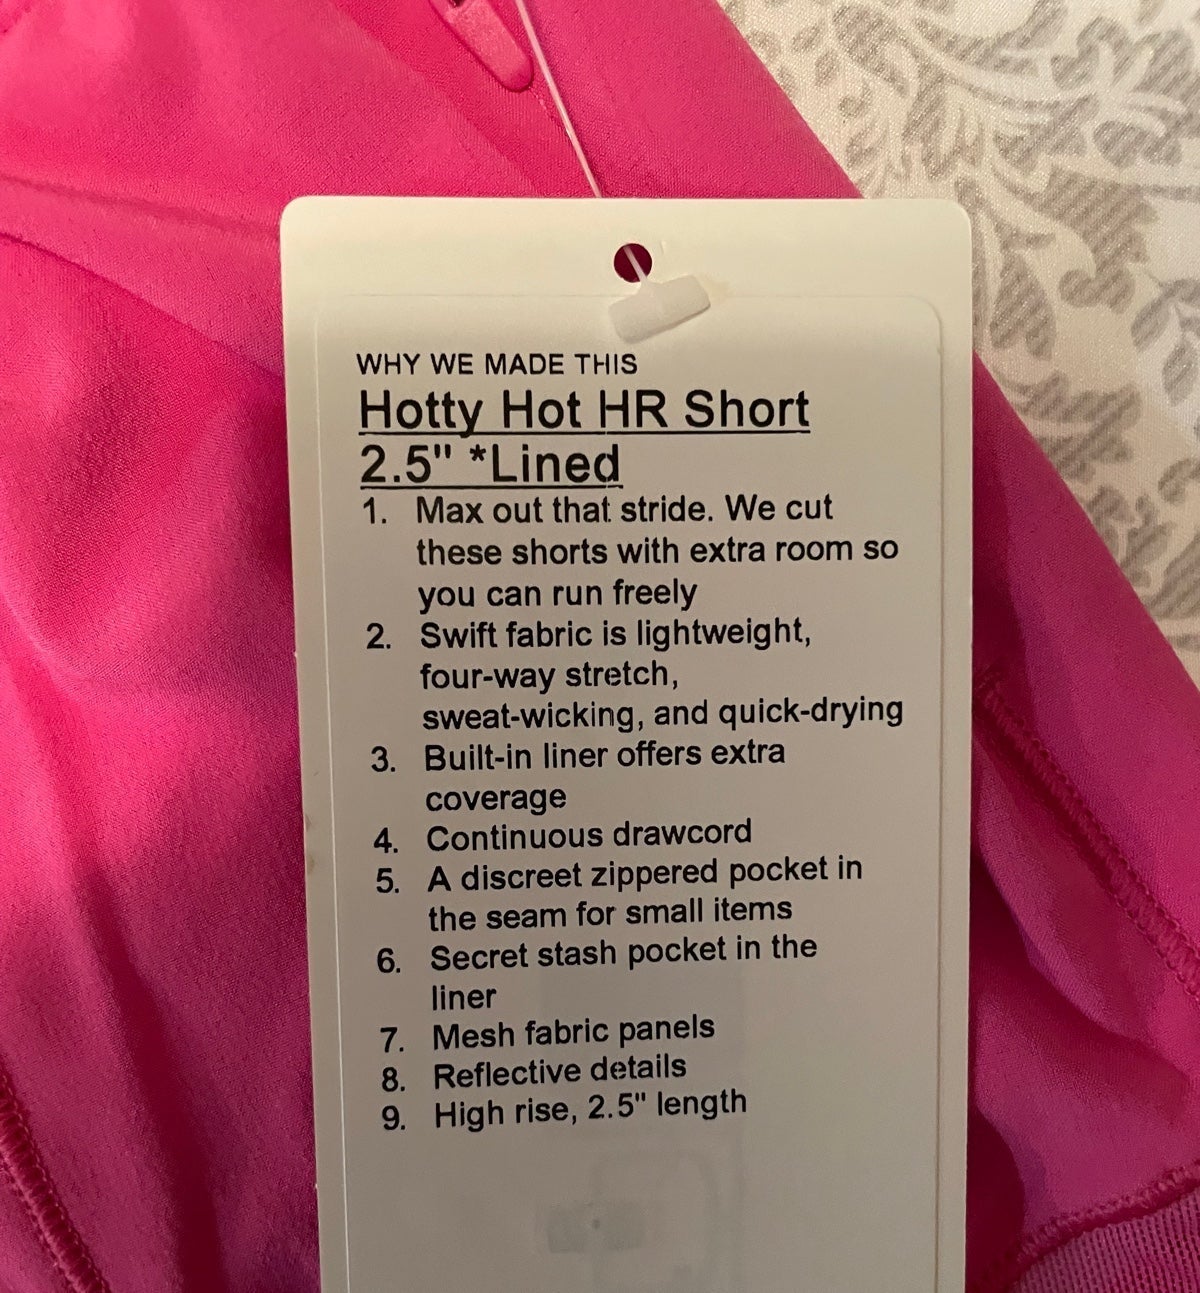 WHY WE MADE THIS
Hotty Hot HR Short
2.5" *Lined
1. Max out that stride. We cut
these shorts with extra room so
you can run freely
2. Swift fabric is lightweight,
four-way stretch,
sweat-wicking, and quick-drying
3. Built-in liner offers extra
coverage
4. Continuous drawcord
5. A discreet zippered pocket in
the seam for small items
6. Secret stash pocket in the
liner
7. Mesh fabric panels
8. Reflective details
9. High rise, 2.5" length